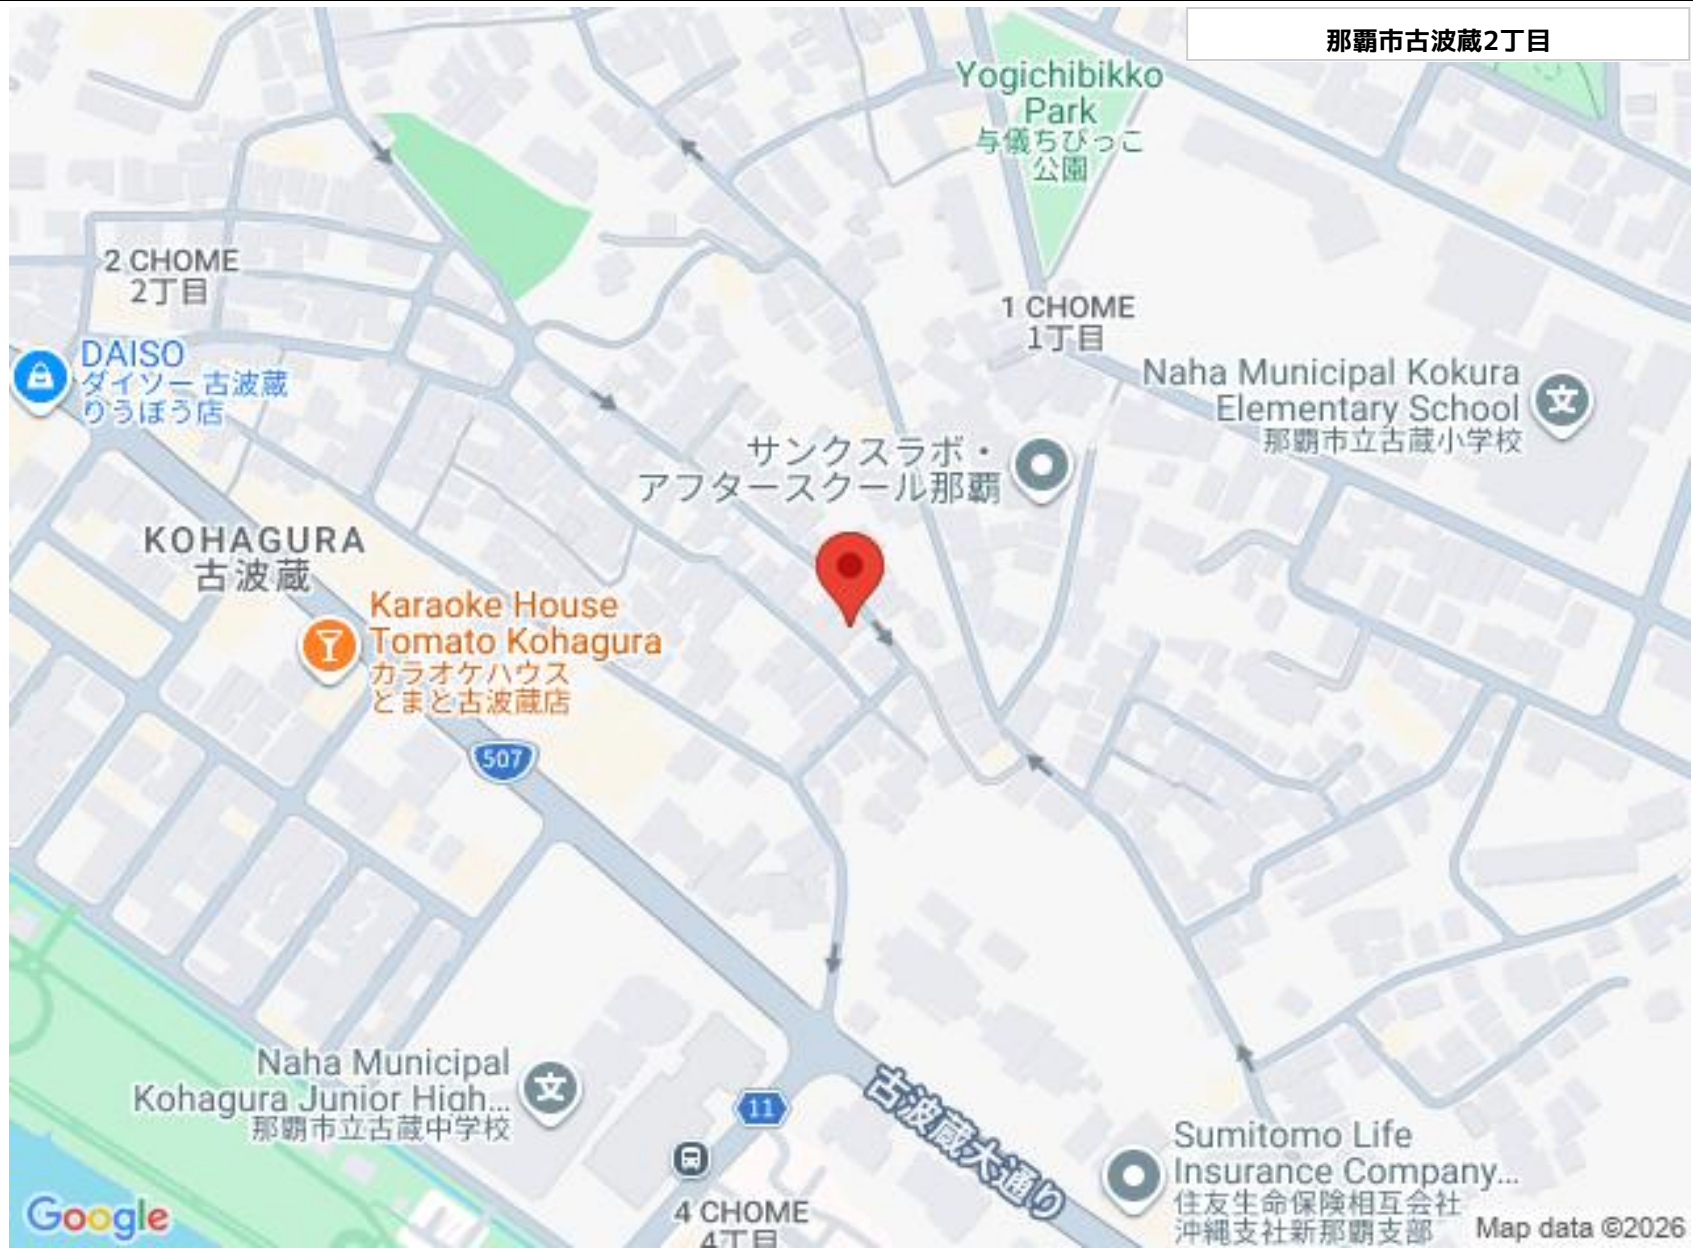 那覇市古波蔵2丁目
Yogichibikko
Park
与儀ちびっこ
公園
2 CHOME
2丁目
1 CHOME
1丁目
DAISO
ダイソー 古波蔵
りうぼう店
Naha Municipal Kokura
Elementary School
那覇市立古蔵小学校
サンクスラボ・
アフタースクール那覇
KOHAGURA
古波蔵
Karaoke House
Tomato Kohagura
カラオケハウス
とまと古波蔵店
507
Naha Municipal
Kohagura Junior High...
那覇市立古蔵中学校
11
古波蔵大通り
Sumitomo Life
Insurance Company...
住友生命保険相互会社
沖縄支社新那覇支部
4 CHOME
4丁目
Google
Map data ©2026